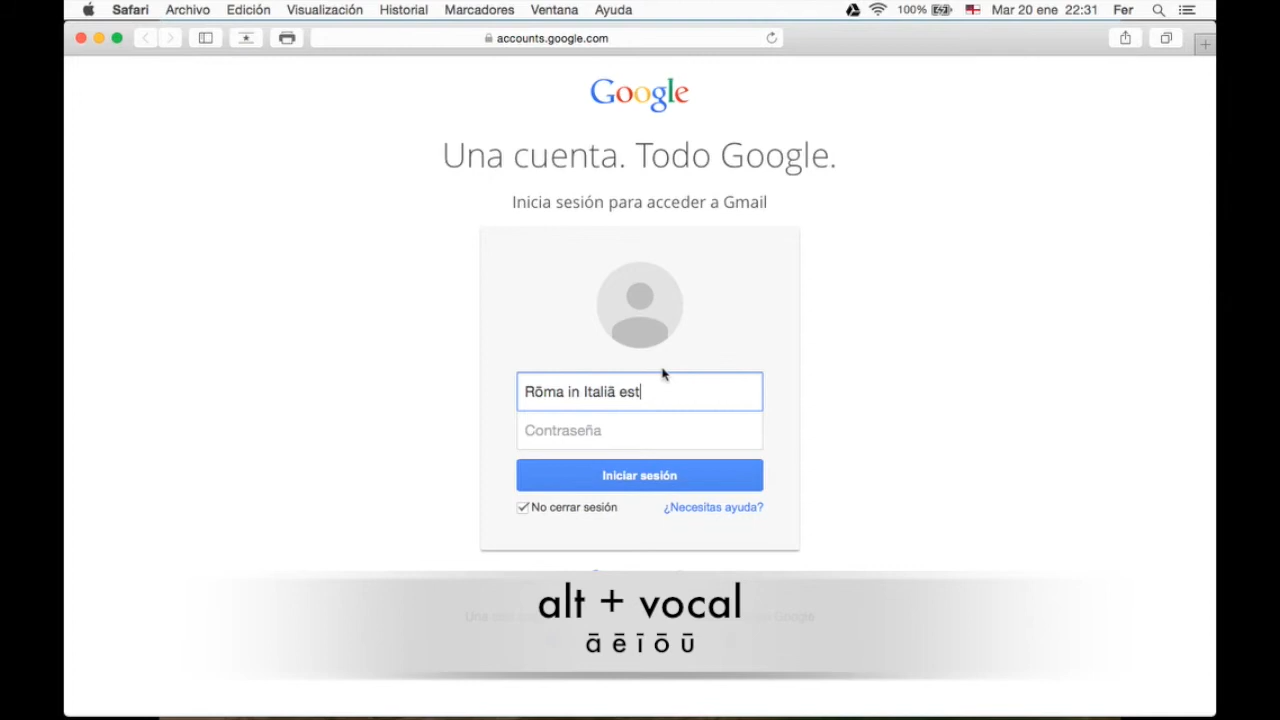 Safari Archivo Edición Visualización Historial Marcadores Ventana Ayuda 100% Mar 20 ene 22:31 Fer
accounts.google.com
Google
Una cuenta. Todo Google.
Inicia sesión para acceder a Gmail
Rōma in Italiā est
Contraseña
Iniciar sesión
No cerrar sesión ¿Necesitas ayuda?
alt + vocal
ā ē ī ō ū